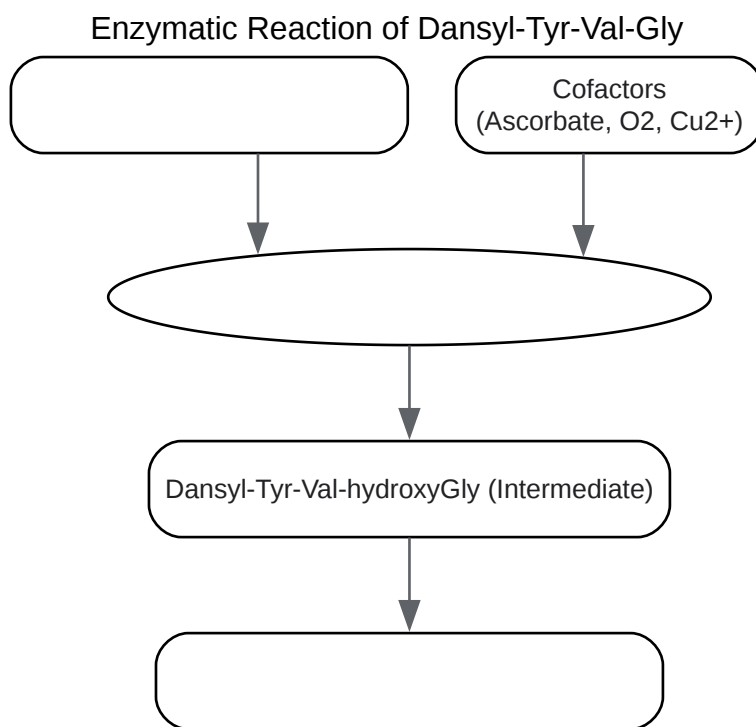 Enzymatic Reaction of Dansyl-Tyr-Val-Gly
Cofactors
(Ascorbate, O2, Cu2+)
Dansyl-Tyr-Val-hydroxyGly (Intermediate)